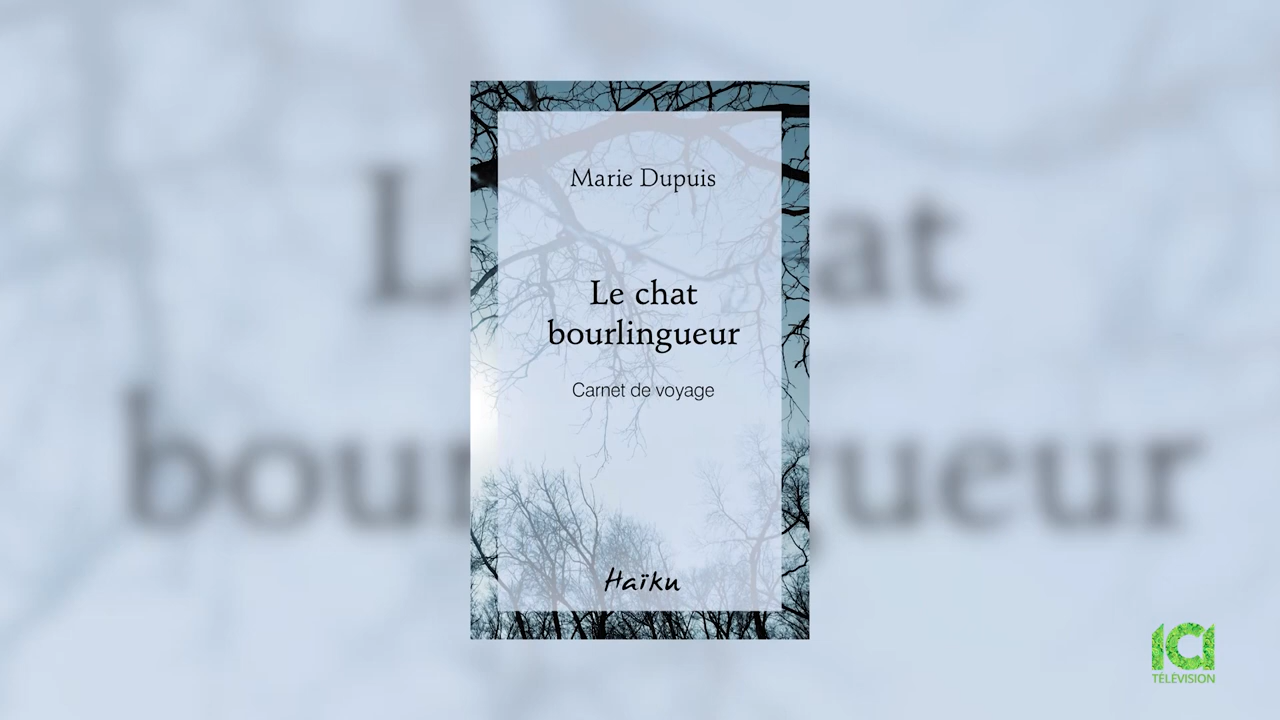 Marie Dupuis
Le chat
bourlingueur
Carnet de voyage
Haïku
ICI
TÉLÉVISION